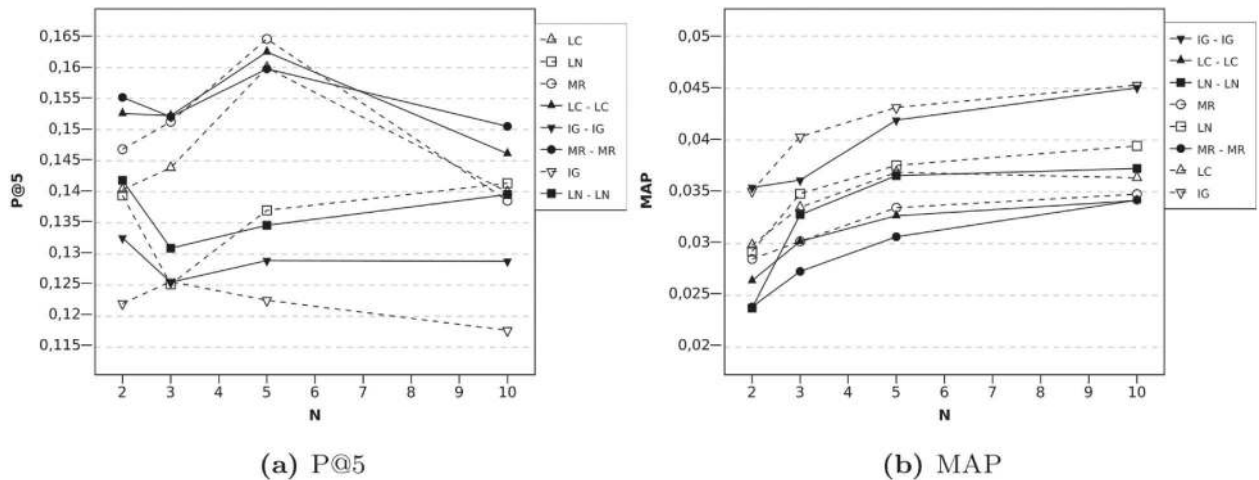 0,165
0,16
0,155
0,15
0,145
0,14
0,135
0,13
0,125
0,12
0,115
P@5
2 3 4 5 6 7 8 9 10
N
LC
LN
MR
LC - LC
IG - IG
MR - MR
IG
LN - LN
(a) P@5
0,05
0,045
0,04
0,035
0,03
0,025
0,02
MAP
2 3 4 5 6 7 8 9 10
N
IG - IG
LC - LC
LN - LN
MR
LN
MR - MR
LC
IG
(b) MAP